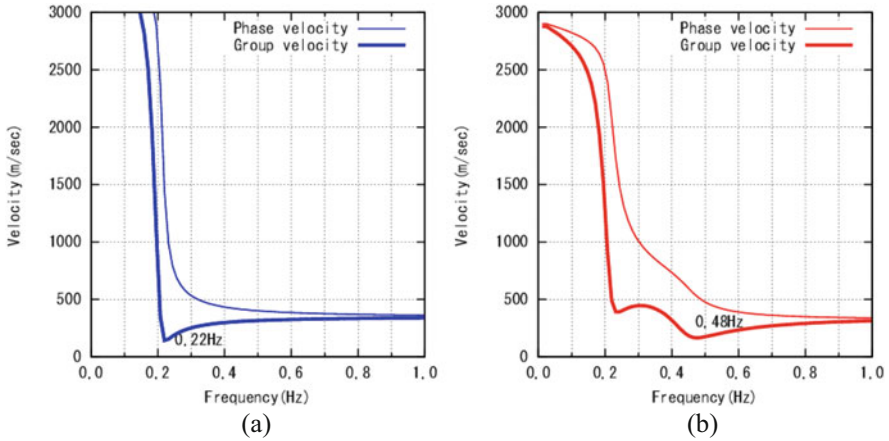 3000
2500
2000
1500
1000
500
0
Velocity(m/sec)
Phase velocity
Group velocity
0.22Hz
0.0 0.2 0.4 0.6 0.8 1.0
Frequency(Hz)
(a)
3000
2500
2000
1500
1000
500
0
Velocity(m/sec)
Phase velocity
Group velocity
0.48Hz
0.0 0.2 0.4 0.6 0.8 1.0
Frequency(Hz)
(b)